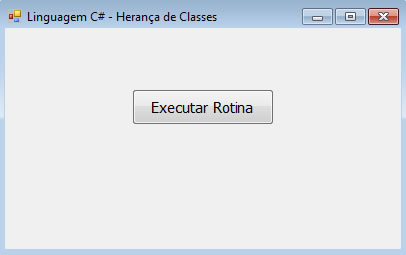 Linguagem C# - Herança de Classes
Executar Rotina